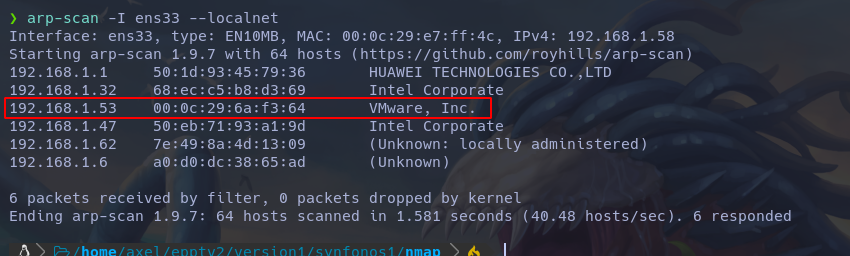 ❯ arp-scan -I ens33 --localnet
Interface: ens33, type: EN10MB, MAC: 00:0c:29:e7:ff:4c, IPv4: 192.168.1.58
Starting arp-scan 1.9.7 with 64 hosts (https://github.com/royhills/arp-scan)
192.168.1.1 50:1d:93:45:79:36 HUAWEI TECHNOLOGIES CO.,LTD
192.168.1.32 68:ec:c5:b8:d3:69 Intel Corporate
192.168.1.53 00:0c:29:6a:f3:64 VMware, Inc.
192.168.1.47 50:eb:71:93:a1:9d Intel Corporate
192.168.1.62 7e:49:8a:4d:13:09 (Unknown: locally administered)
192.168.1.6 a0:d0:dc:38:65:ad (Unknown)
6 packets received by filter, 0 packets dropped by kernel
Ending arp-scan 1.9.7: 64 hosts scanned in 1.581 seconds (40.48 hosts/sec). 6 responded
/home/axel/epptv2/version1/synfonos1/nmap